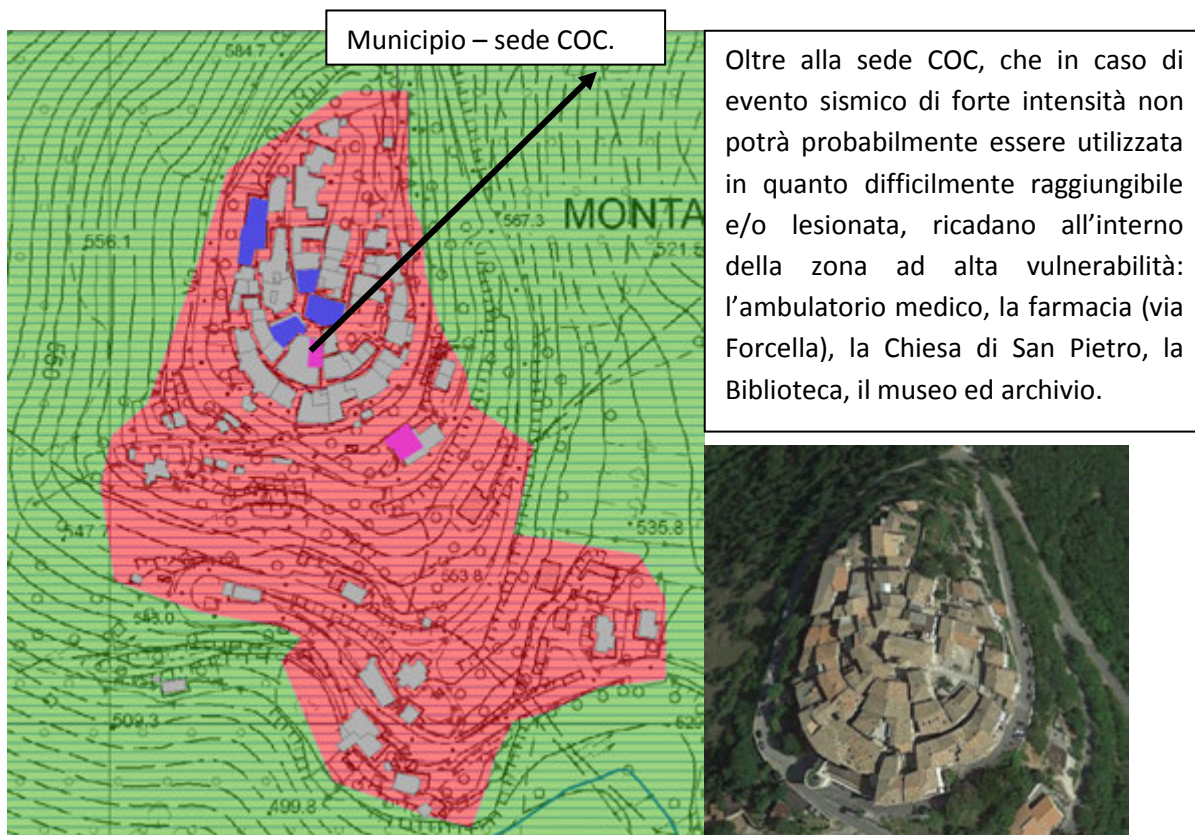 Municipio – sede COC.
Oltre alla sede COC, che in caso di
evento sismico di forte intensità non
potrà probabilmente essere utilizzata
in quanto difficilmente raggiungibile
e/o lesionata, ricadano all’interno
della zona ad alta vulnerabilità:
l’ambulatorio medico, la farmacia (via
Forcella), la Chiesa di San Pietro, la
Biblioteca, il museo ed archivio.
584.7
567.3
MONTA
521.8
556.1
550
547.7
535.8
553.8
543.0
509.3
499.8